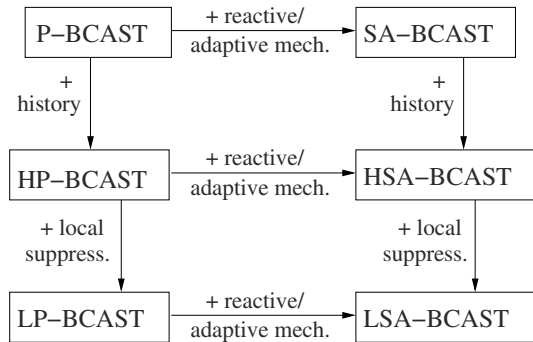 P−BCAST
+ reactive/
adaptive mech.
SA−BCAST
+
history
+
history
HP−BCAST
+ reactive/
adaptive mech.
HSA−BCAST
+ local
suppress.
+ local
suppress.
LP−BCAST
+ reactive/
adaptive mech.
LSA−BCAST